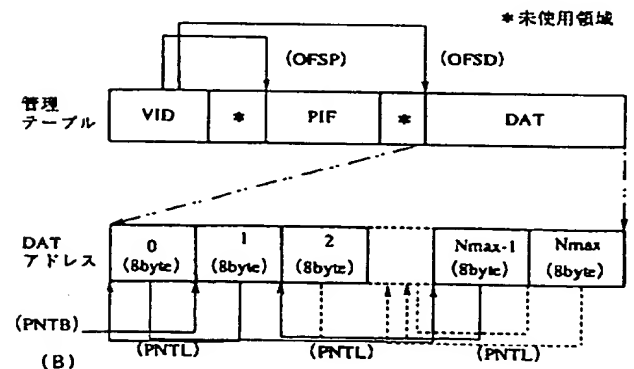 *未使用領域
(OFSP) (OFSD)
管理
テーブル
VID * PIF * DAT
DAT
アドレス
0 1 2 Nmax-1 Nmax
(8byte) (8byte) (8byte) (8byte) (8byte)
(PNTB)
(PNTL) (PNTL) (PNTL)
(B)